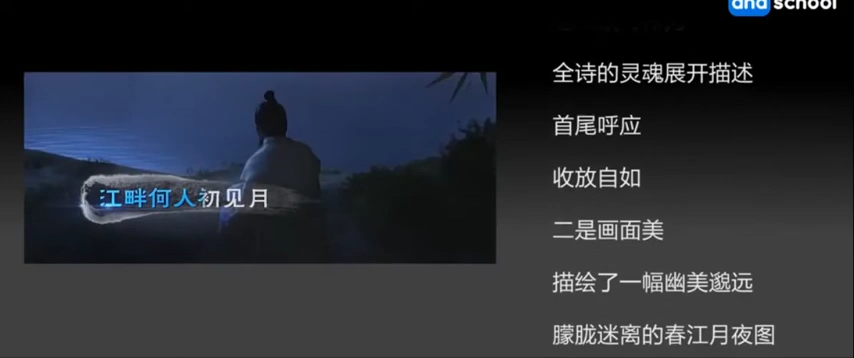 and school
江畔何人初见月
全诗的灵魂展开描述
首尾呼应
收放自如
二是画面美
描绘了一幅幽美邈远
朦胧迷离的春江月夜图